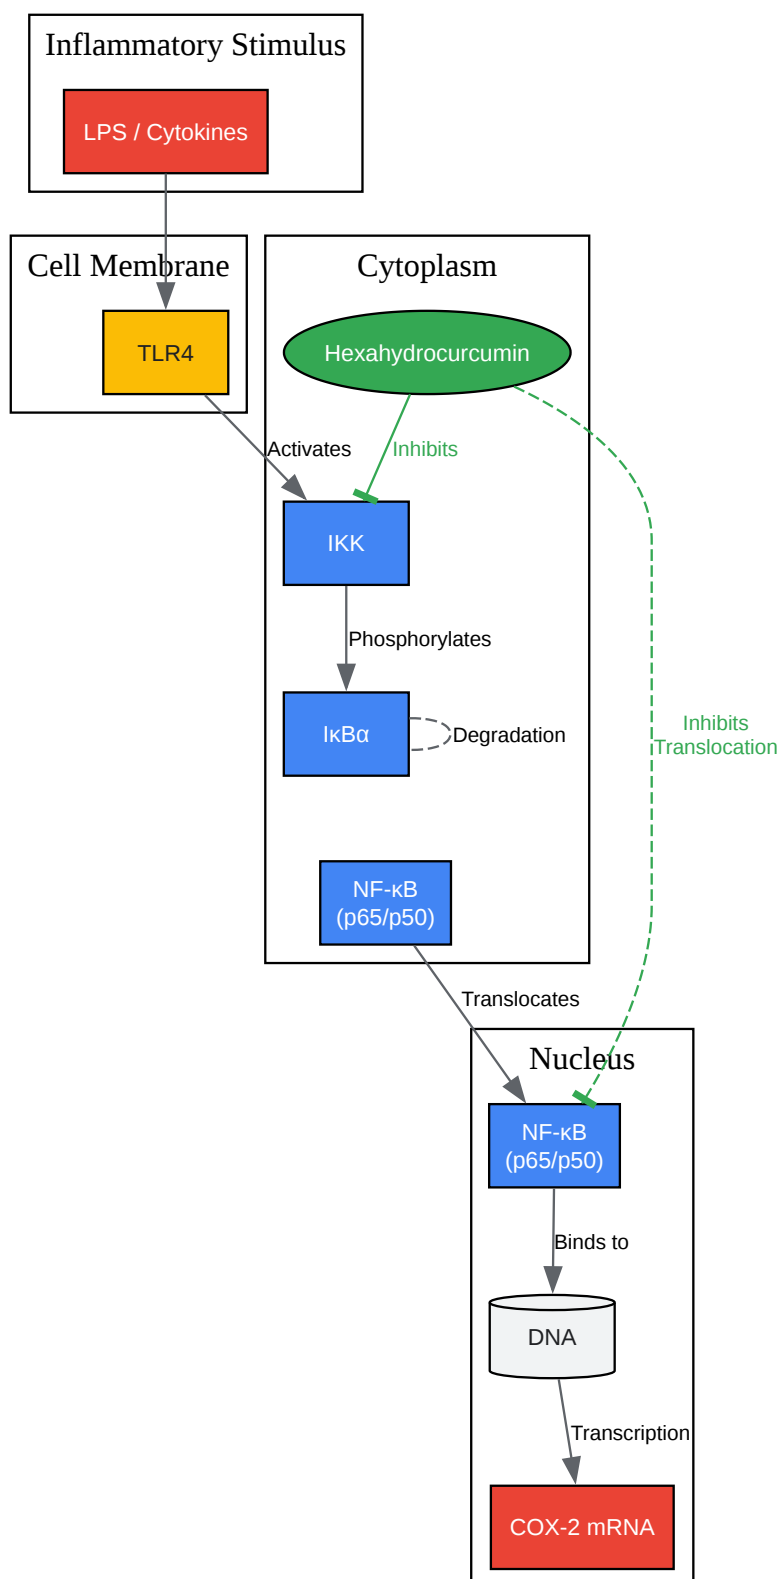 Inflammatory Stimulus
LPS / Cytokines
Cell Membrane
Cytoplasm
TLR4
Hexahydrocurcumin
Activates
Inhibits
IKK
Phosphorylates
IκBα
Degradation
Inhibits
Translocation
NF-κB
(p65/p50)
Translocates
Nucleus
NF-κB
(p65/p50)
Binds to
DNA
Transcription
COX-2 mRNA